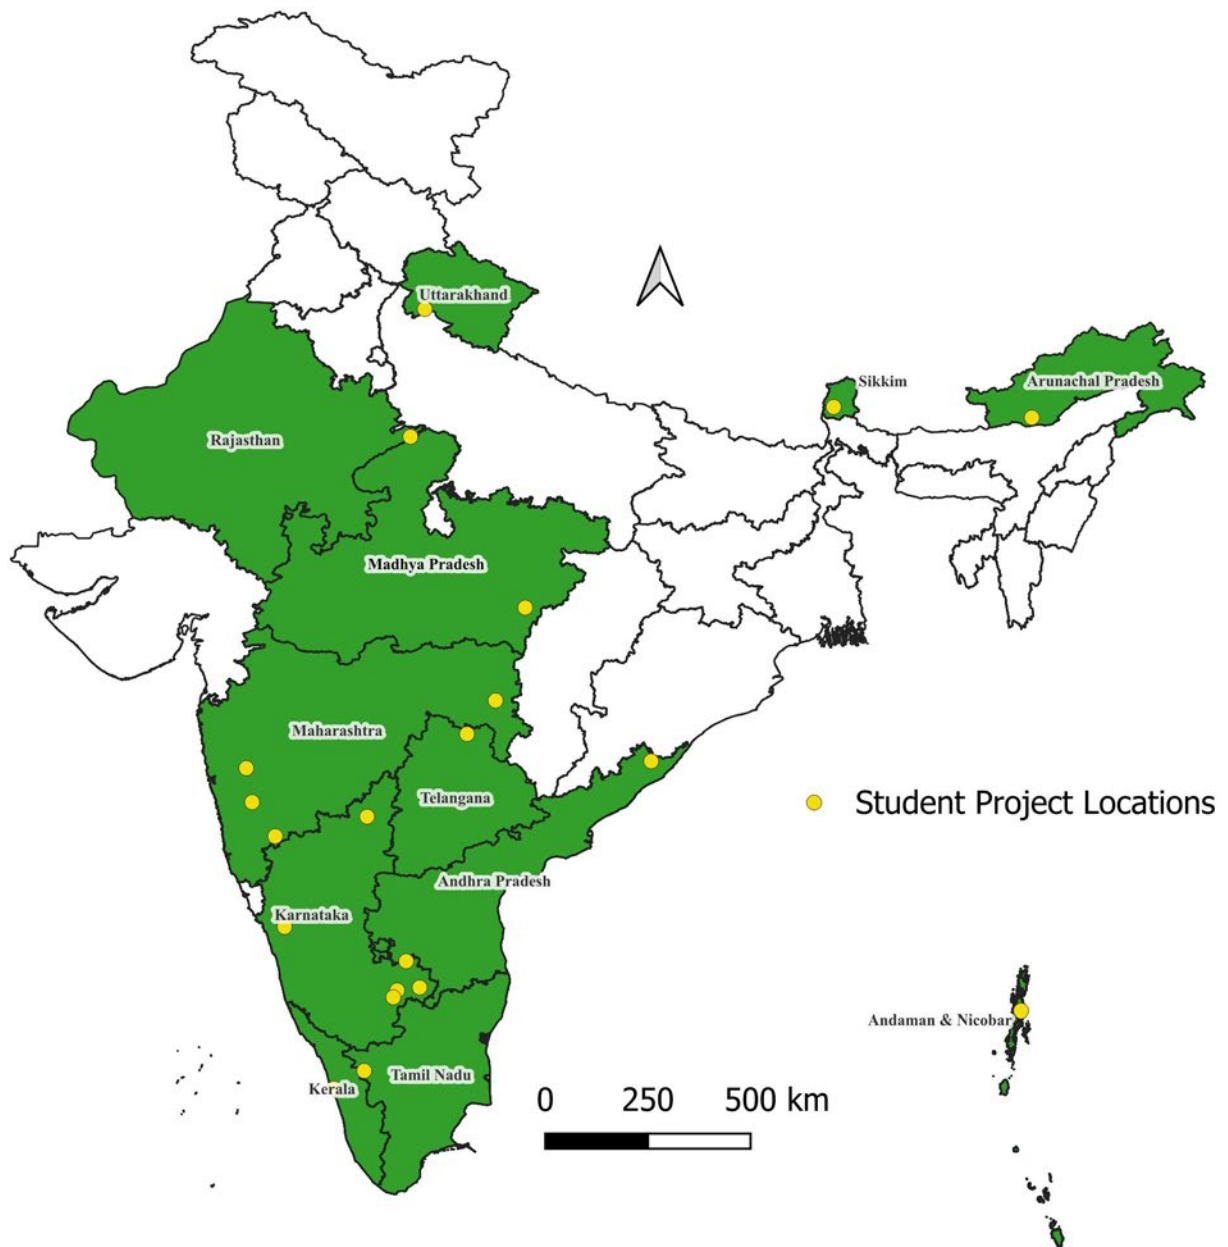 Uttarakhand
Sikkim
Arunachal Pradesh
Rajasthan
Madhya Pradesh
Maharashtra
Telangana
Student Project Locations
Andhra Pradesh
Karnataka
Andaman & Nicobar
Kerala
Tamil Nadu
0 250 500 km